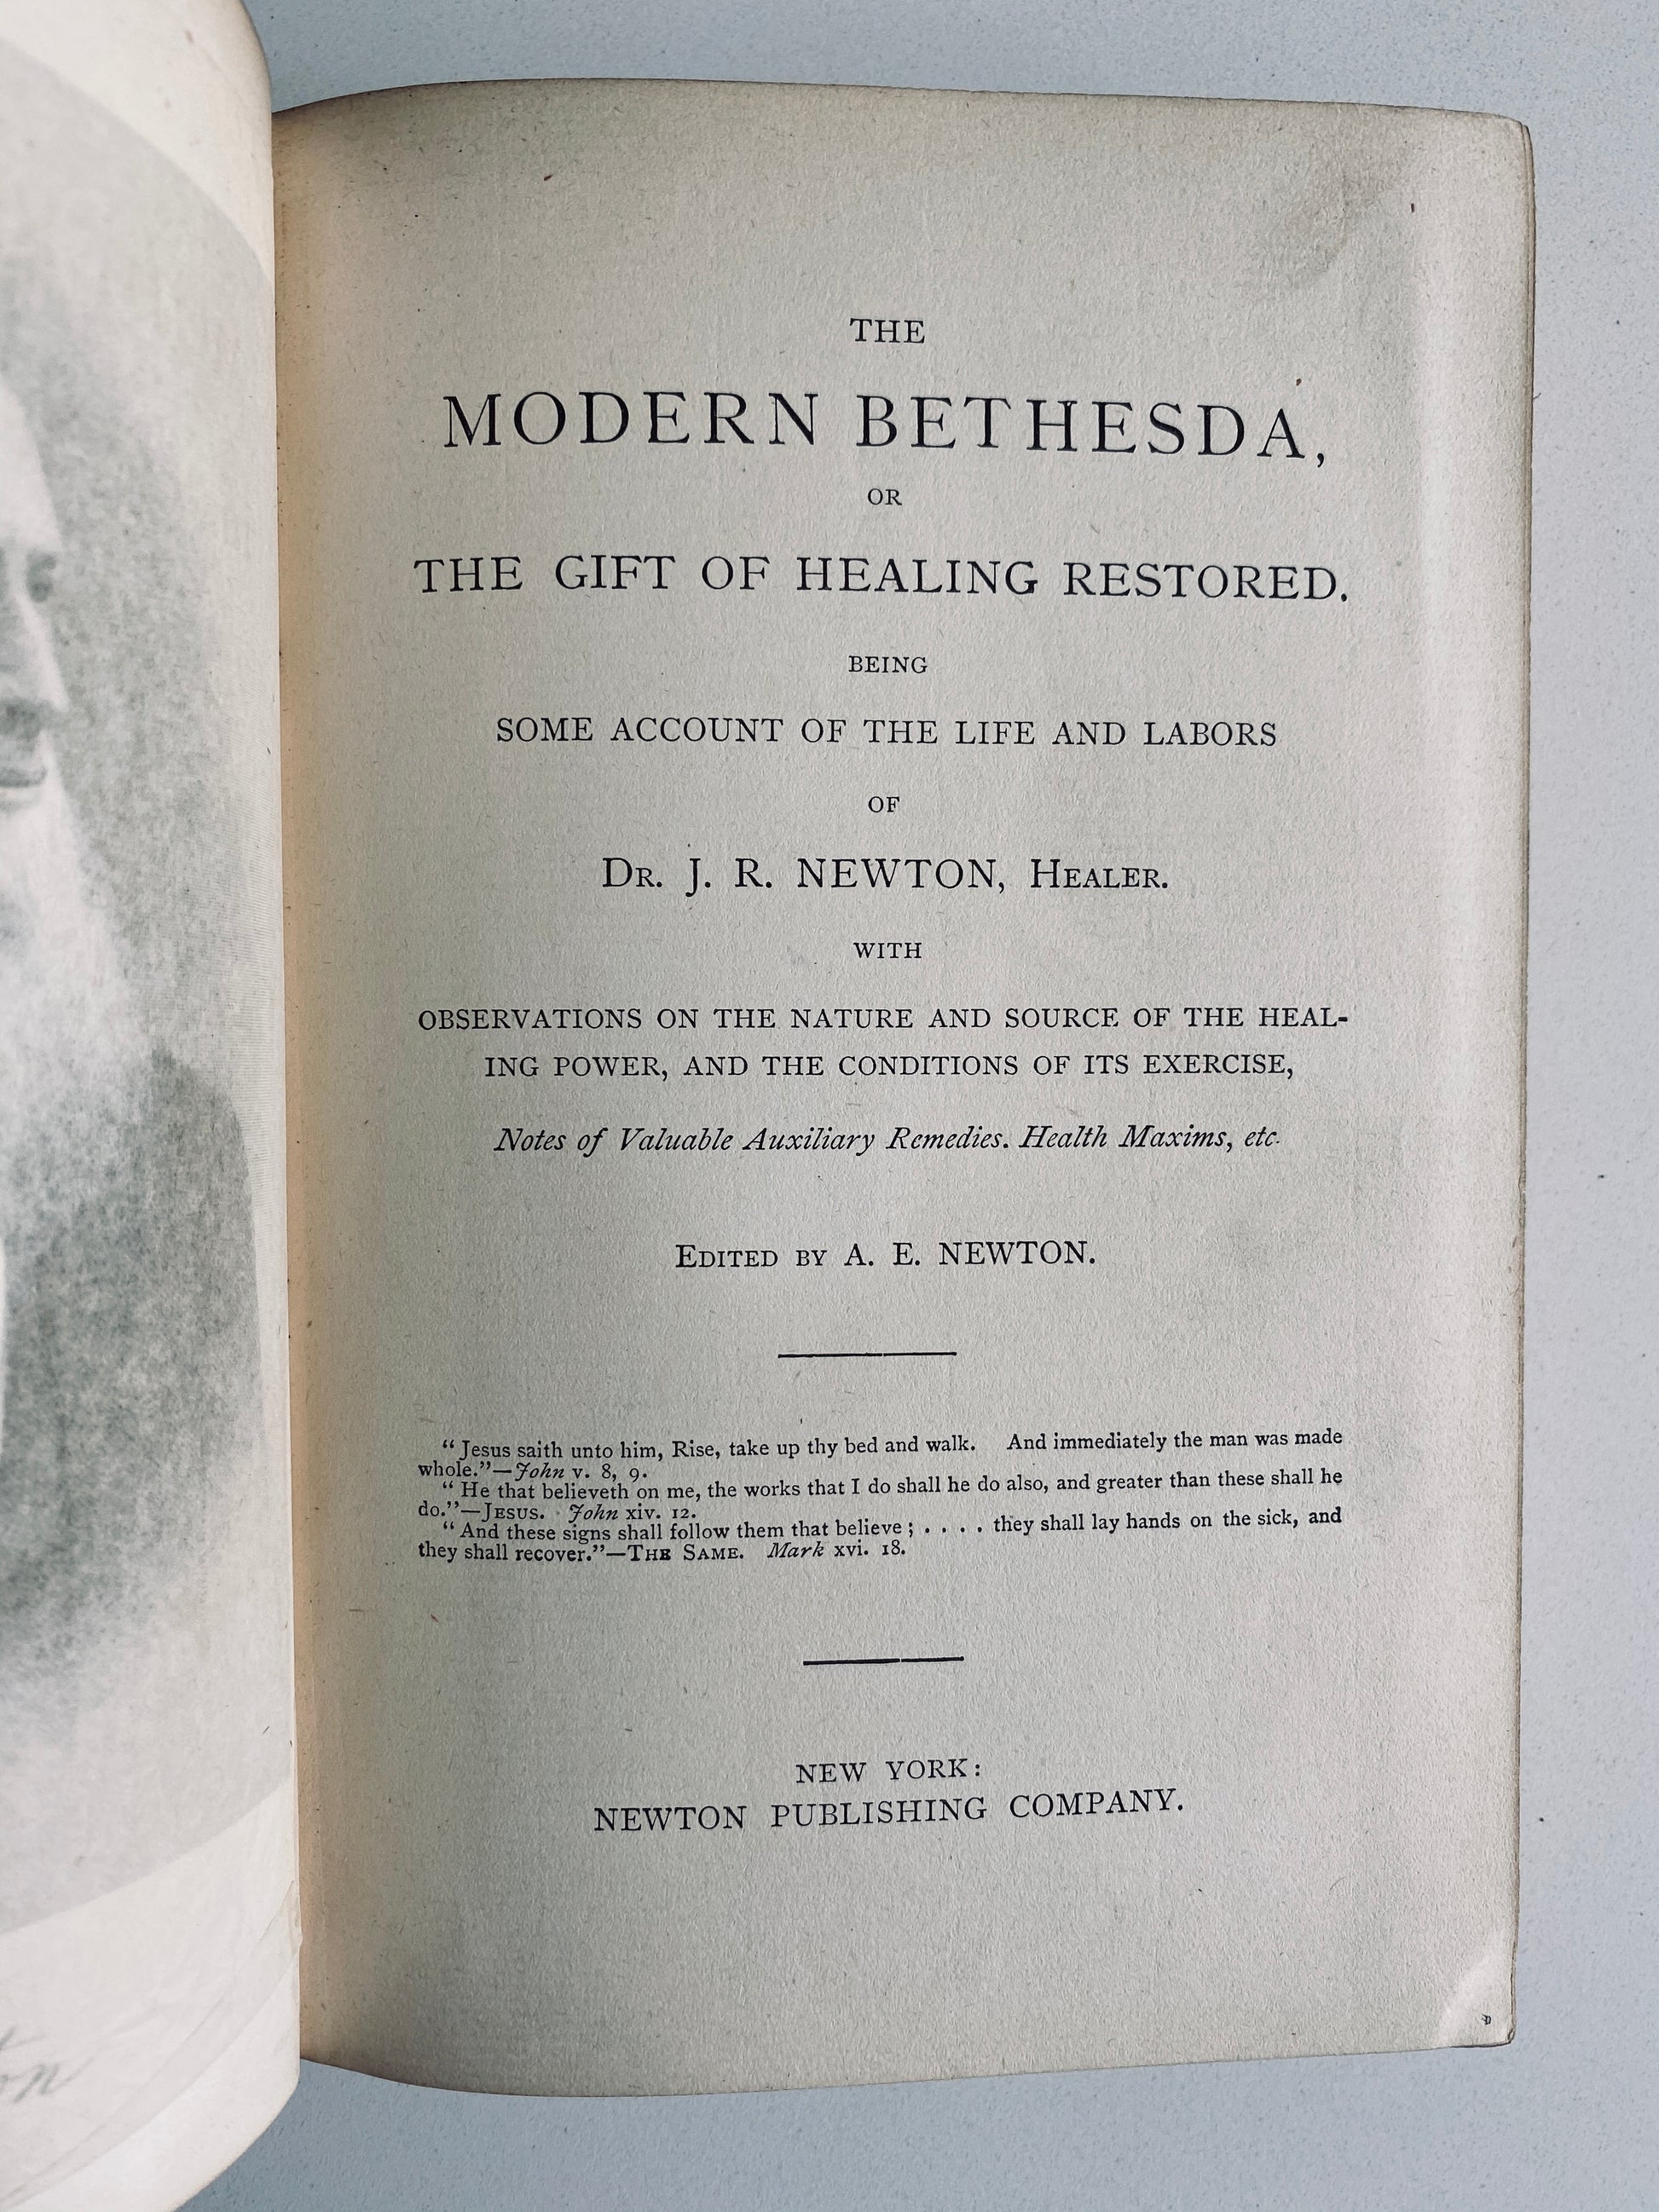 THE
MODERN BETHESDA,
OR
THE GIFT OF HEALING RESTORED.
BEING
SOME ACCOUNT OF THE LIFE AND LABORS
OF
DR. J. R. NEWTON, HEALER.
WITH
OBSERVATIONS ON THE NATURE AND SOURCE OF THE HEAL-
ING POWER, AND THE CONDITIONS OF ITS EXERCISE,
Notes of Valuable Auxiliary Remedies. Health Maxims, etc.
EDITED BY A. E. NEWTON.
“Jesus saith unto him, Rise, take up thy bed and walk. And immediately the man was made
whole.”—John v. 8, 9.
“He that believeth on me, the works that I do shall he do also, and greater than these shall he
do.”—JESUS. John xiv. 12.
“And these signs shall follow them that believe; . . . . they shall lay hands on the sick, and
they shall recover.”—THE SAME. Mark xvi. 18.
NEW YORK:
NEWTON PUBLISHING COMPANY.